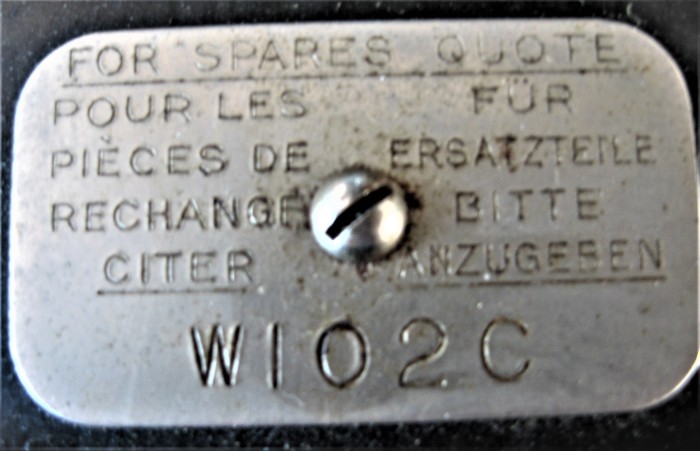 FOR SPARES QUOTE
POUR LES
PIÈCES DE
RECHANGE
CITER
FÜR
ERSATZTEILE
BITTE
ANZUGEBEN
W102C